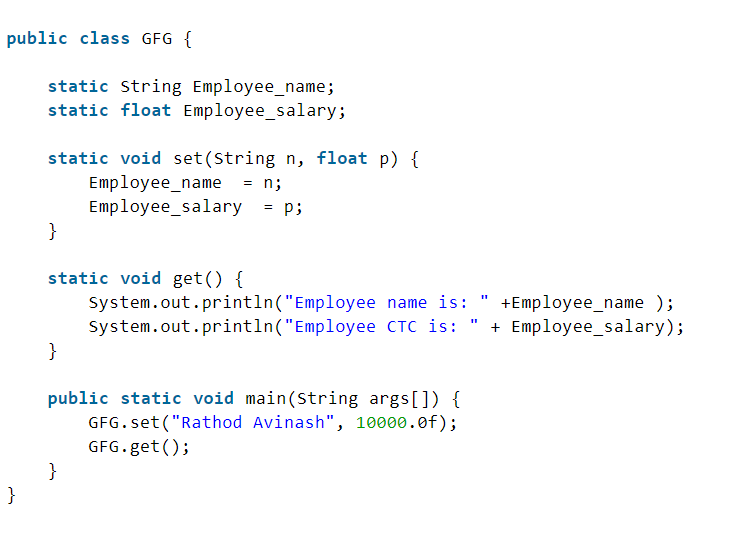 public class GFG {
static String Employee_name;
static float Employee_salary;
static void set(String n, float p) {
Employee_name  = n;
Employee_salary  = p;
}
static void get() {
System.out.println("Employee name is: " +Employee_name );
System.out.println("Employee CTC is: " + Employee_salary);
}
public static void main(String args[]) {
GFG.set("Rathod Avinash", 10000.0f);
GFG.get();
}
}